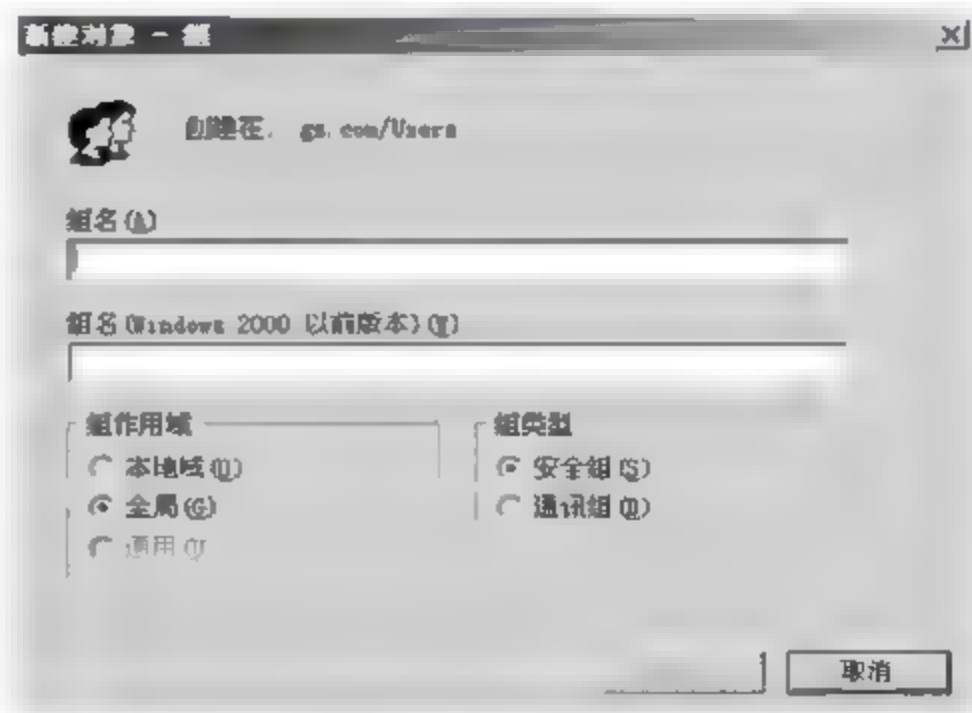 新建对象 - 组
创建在: gs.com/Users
组名(A)
组名(Windows 2000 以前版本)(W)
组作用域
本地域(O)
全局(G)
通用(U
组类型
安全组(S)
通讯组(D)
取消